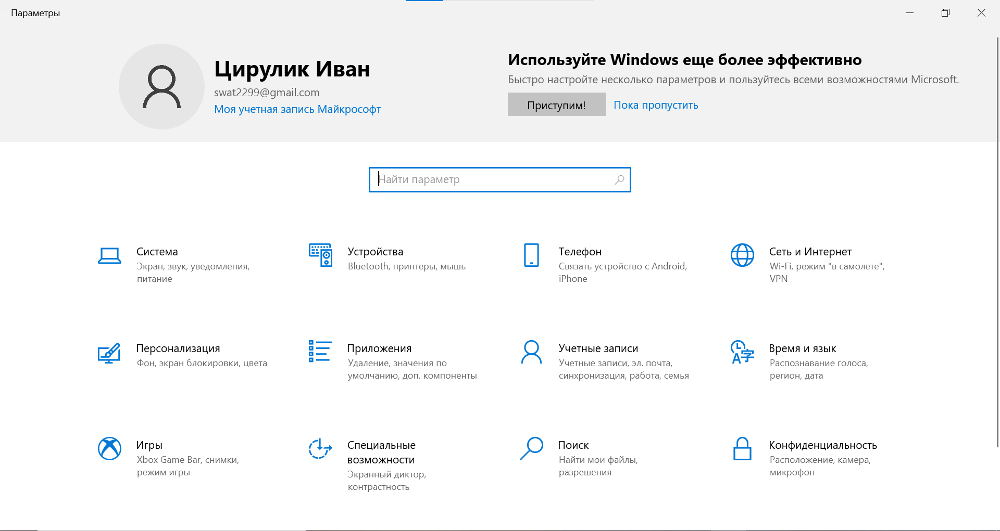 Параметры
Цирулик Иван
swat2299@gmail.com
Моя учетная запись Майкрософт
Используйте Windows еще более эффективно
Быстро настройте несколько параметров и пользуйтесь всеми возможностями Microsoft.
Приступим!
Пока пропустить
Найти параметр
Система
Экран, звук, уведомления,
питание
Устройства
Bluetooth, принтеры, мышь
Телефон
Связать устройство с Android,
iPhone
Сеть и Интернет
Wi-Fi, режим "в самолете",
VPN
Персонализация
Фон, экран блокировки, цвета
Приложения
Удаление, значения по
умолчанию, доп. компоненты
Учетные записи
Учетные записи, эл. почта,
синхронизация, работа, семья
Время и язык
Распознавание голоса,
регион, дата
Игры
Xbox Game Bar, снимки,
режим игры
Специальные
возможности
Экранный диктор,
контрастность
Поиск
Найти мои файлы,
разрешения
Конфиденциальность
Расположение, камера,
микрофон